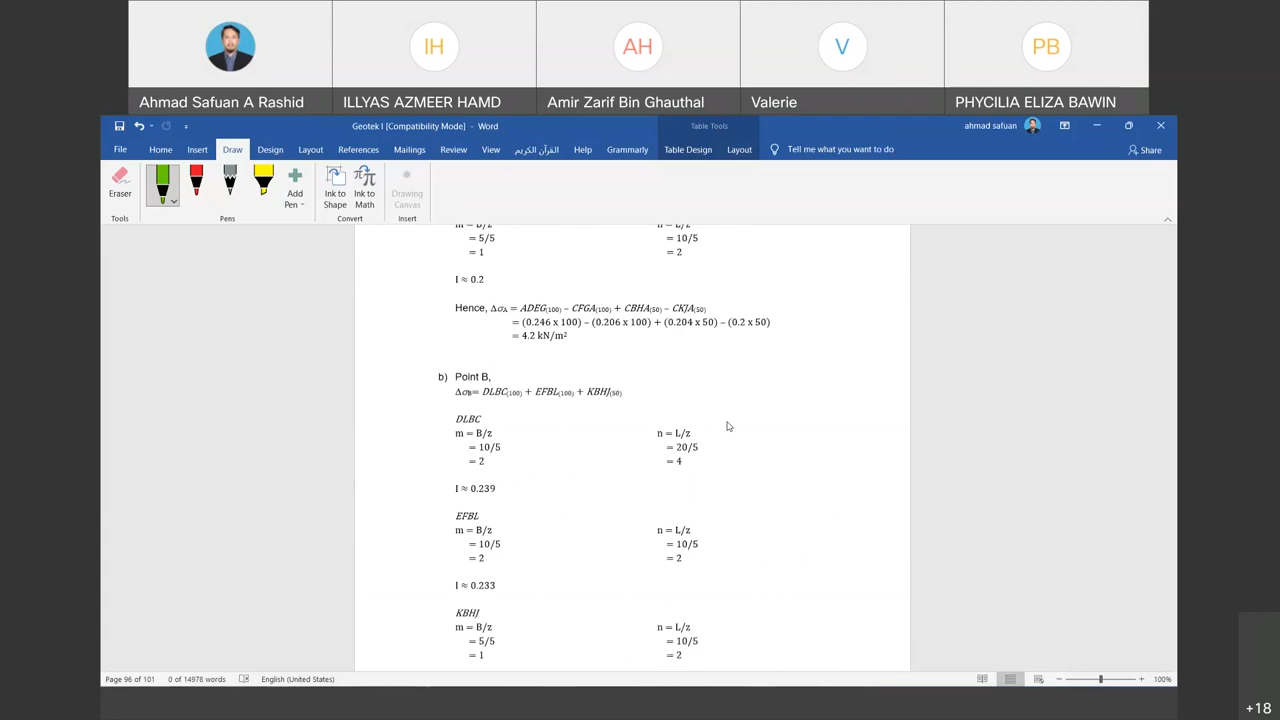 IH
AH
V
PB
Ahmad Safuan A Rashid
ILLYAS AZMEER HAMD
Amir Zarif Bin Ghauthal
Valerie
PHYCILIA ELIZA BAWIN
Geotek I [Compatibility Mode] - Word
Table Tools
ahmad safuan
File Home Insert Draw Design Layout References Mailings Review View القرآن الكريم Help Grammarly Table Design Layout Tell me what you want to do Share
Eraser
Add Pen
Ink to Shape
Ink to Math
Drawing Canvas
Tools
Pens
Convert
Insert
m = B/z n = L/z
= 5/5 = 10/5
= 1 = 2
I ≈ 0.2
Hence, ΔσA = ADEG(100) – CFGA(100) + CBHA(50) – CKJA(50)
= (0.246 x 100) – (0.206 x 100) + (0.204 x 50) – (0.2 x 50)
= 4.2 kN/m²
b) Point B,
ΔσB= DLBC(100) + EFBL(100) + KBHJ(50)
DLBC
m = B/z n = L/z
= 10/5 = 20/5
= 2 = 4
I ≈ 0.239
EFBL
m = B/z n = L/z
= 10/5 = 10/5
= 2 = 2
I ≈ 0.233
KBHJ
m = B/z n = L/z
= 5/5 = 10/5
= 1 = 2
Page 96 of 101 0 of 14978 words English (United States) 100%
+18